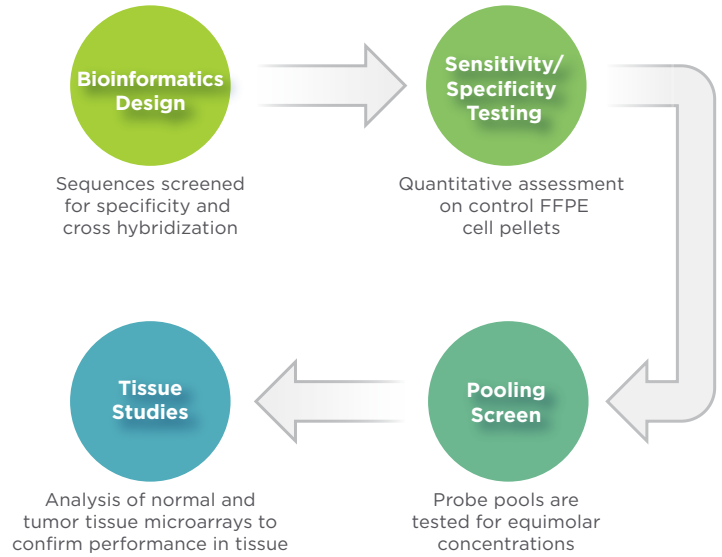 Bioinformatics
Design
Sequences screened
for specificity and
cross hybridization
Sensitivity/
Specificity
Testing
Quantitative assessment
on control FFPE
cell pellets
Pooling
Screen
Probe pools are
tested for equimolar
concentrations
Tissue
Studies
Analysis of normal and
tumor tissue microarrays to
confirm performance in tissue